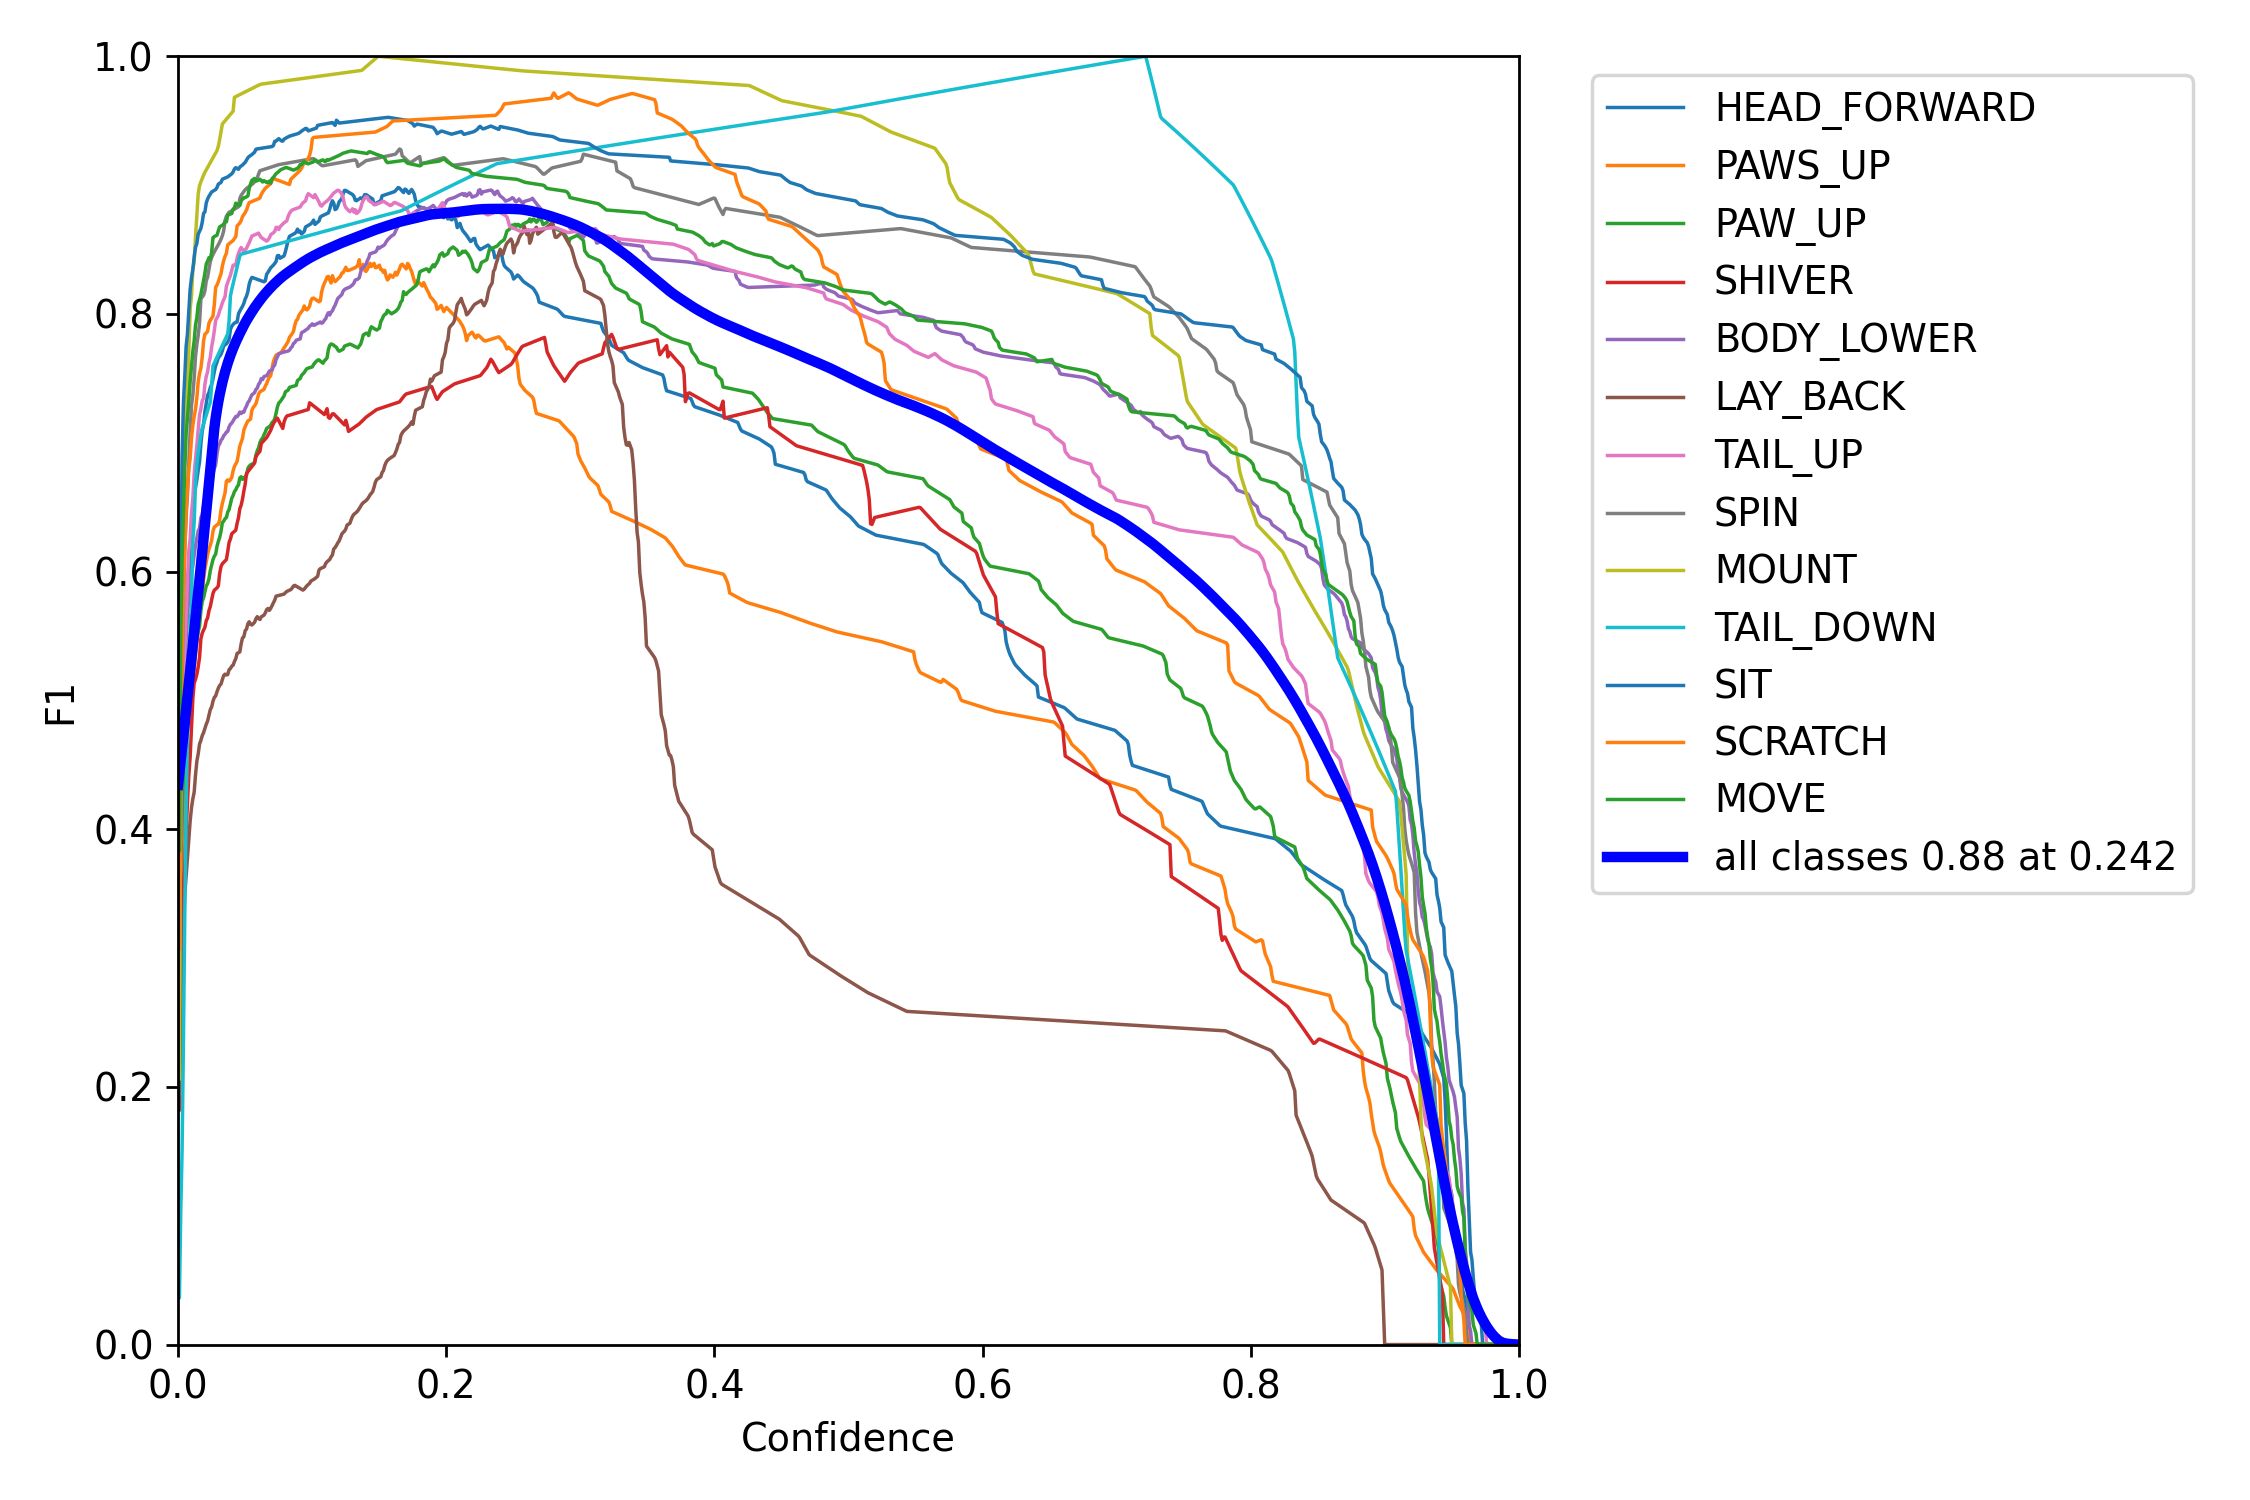 1.0
0.8
0.6
0.4
0.2
0.0
F1
0.0 0.2 0.4 0.6 0.8 1.0
Confidence
HEAD_FORWARD
PAWS_UP
PAW_UP
SHIVER
BODY_LOWER
LAY_BACK
TAIL_UP
SPIN
MOUNT
TAIL_DOWN
SIT
SCRATCH
MOVE
all classes 0.88 at 0.242